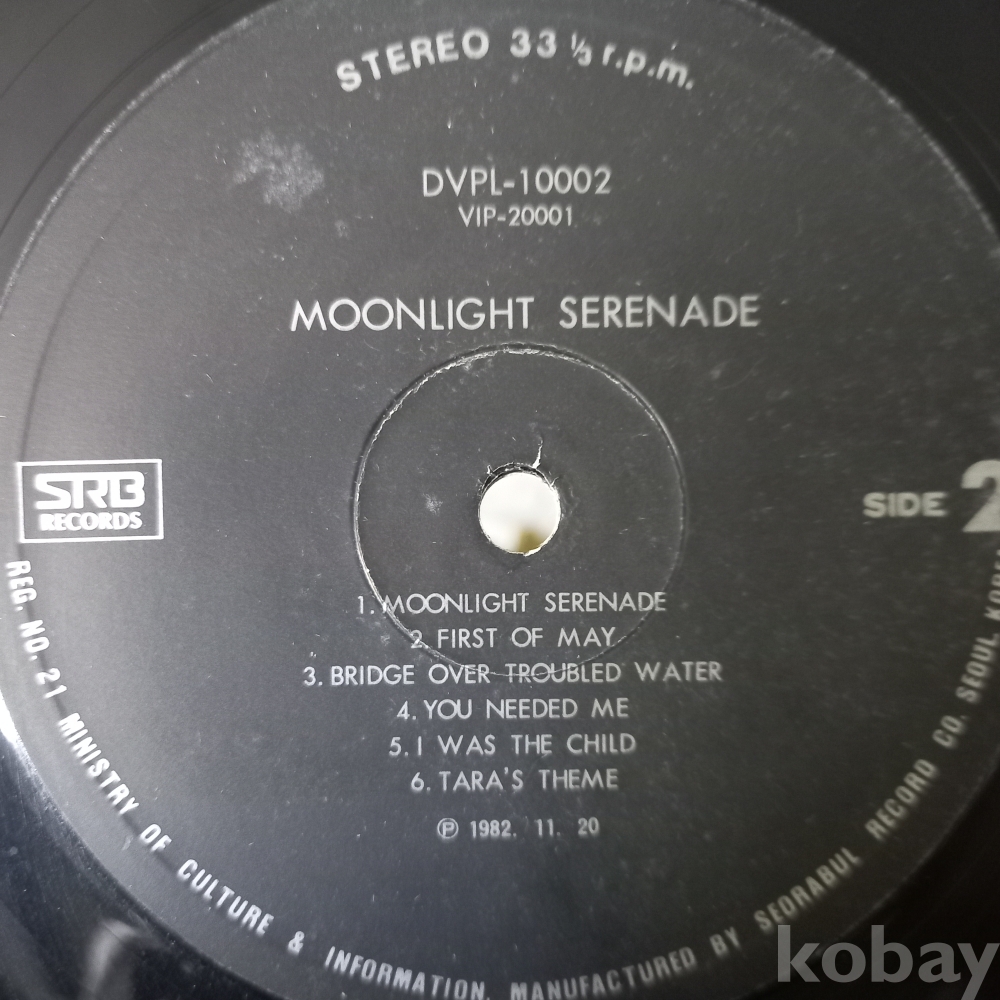 STEREO 33 ⅓ r.p.m.
DVPL-10002
VIP-20001
MOONLIGHT SERENADE
SRB
RECORDS
SIDE 2
1. MOONLIGHT SERENADE
2. FIRST OF MAY
3. BRIDGE OVER TROUBLED WATER
4. YOU NEEDED ME
5. I WAS THE CHILD
6. TARA'S THEME
Ⓟ 1982. 11. 20
REG. NO. 21 MINISTRY OF CULTURE & INFORMATION. MANUFACTURED BY SEORABUL RECORD CO. SEOUL, KOREA
kobay